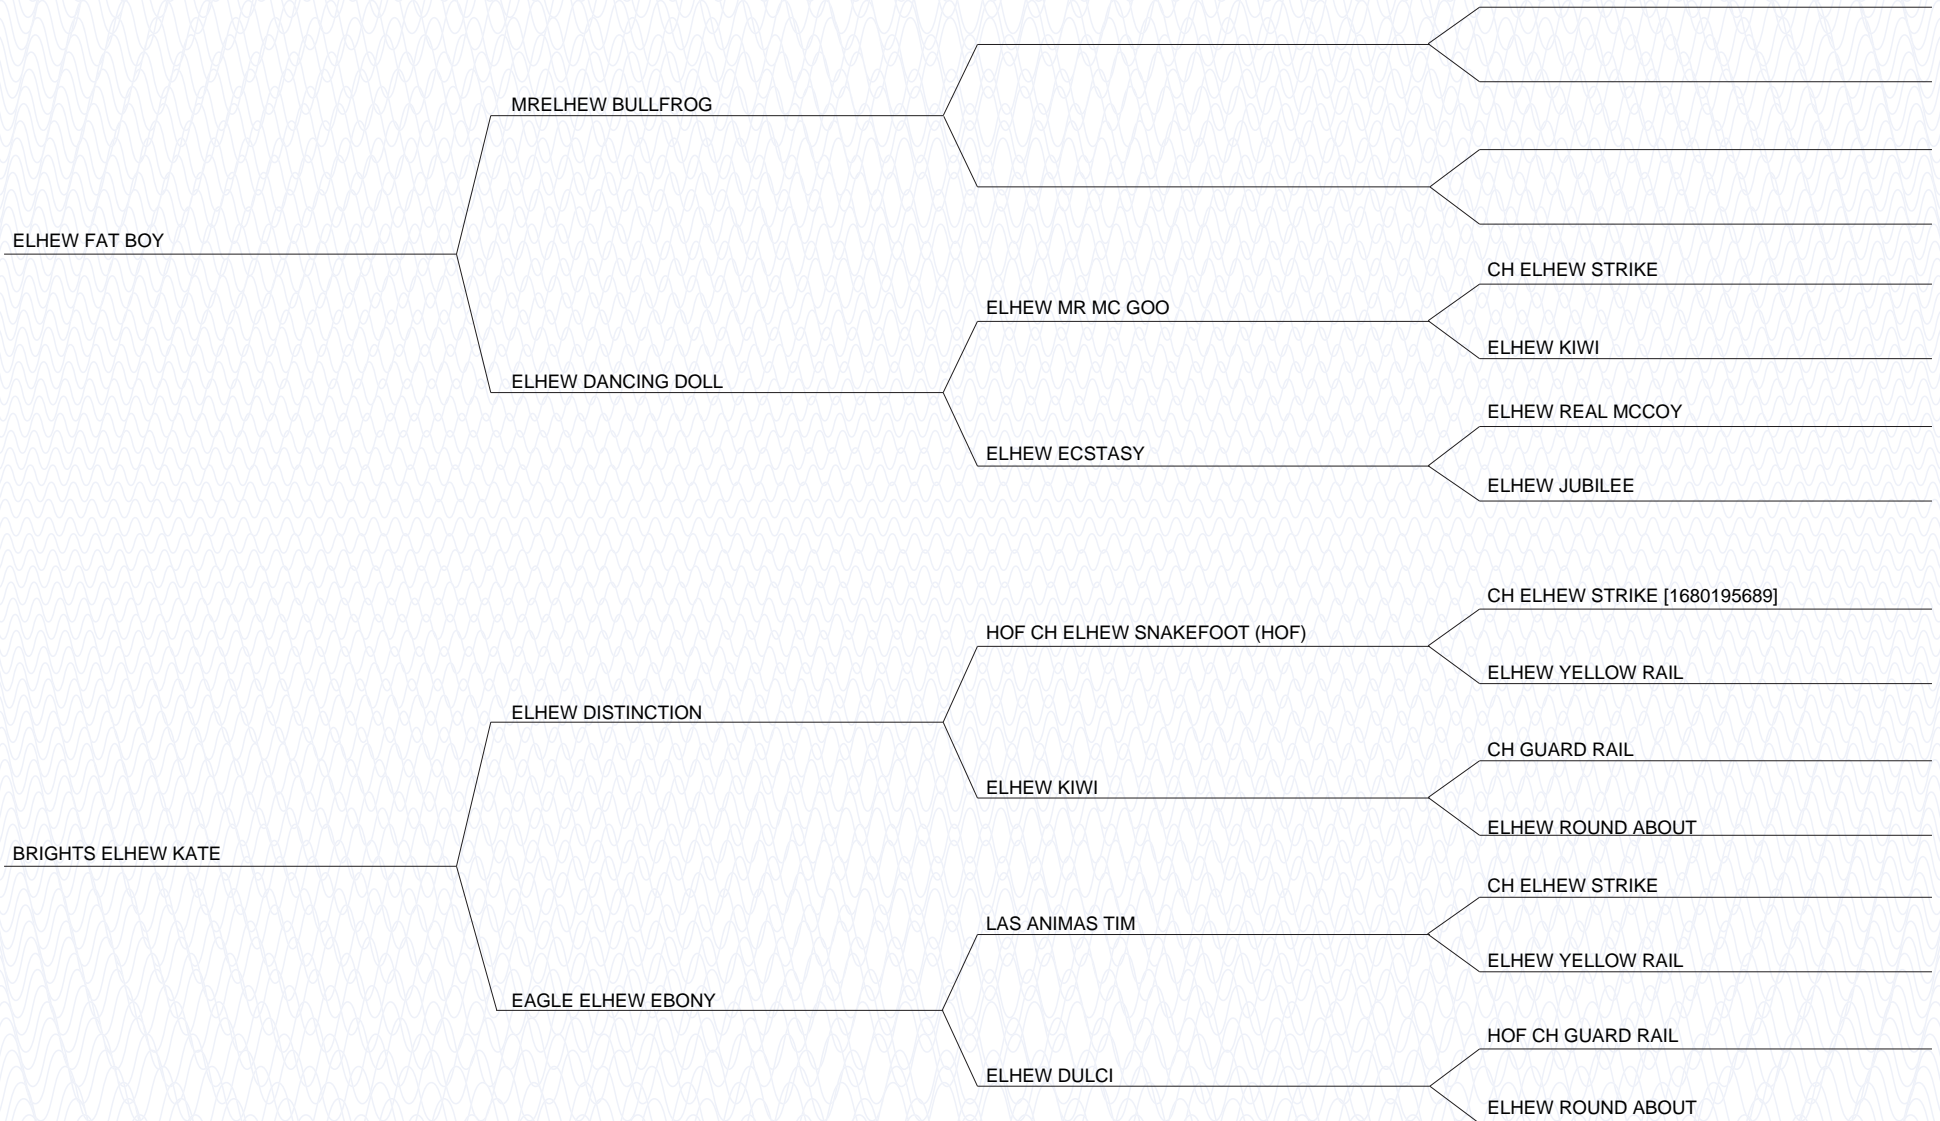 MRELHEW BULLFROG
ELHEW FAT BOY
CH ELHEW STRIKE
ELHEW MR MC GOO
ELHEW KIWI
ELHEW DANCING DOLL
ELHEW REAL MCCOY
ELHEW ECSTASY
ELHEW JUBILEE
CH ELHEW STRIKE [1680195689]
HOF CH ELHEW SNAKEFOOT (HOF)
ELHEW YELLOW RAIL
ELHEW DISTINCTION
CH GUARD RAIL
ELHEW KIWI
ELHEW ROUND ABOUT
BRIGHTS ELHEW KATE
CH ELHEW STRIKE
LAS ANIMAS TIM
ELHEW YELLOW RAIL
EAGLE ELHEW EBONY
HOF CH GUARD RAIL
ELHEW DULCI
ELHEW ROUND ABOUT